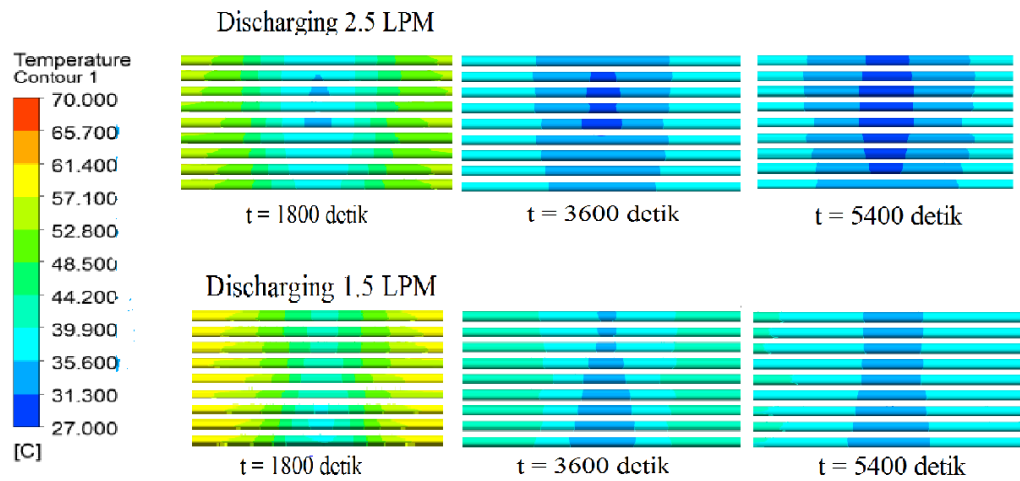 Discharging 2.5 LPM
Temperature
Contour 1
70.000
65.700
61.400
57.100
52.800
48.500
44.200
39.900
35.600
31.300
27.000
[C]
t = 1800 detik
t = 3600 detik
t = 5400 detik
Discharging 1.5 LPM
t = 1800 detik
t = 3600 detik
t = 5400 detik